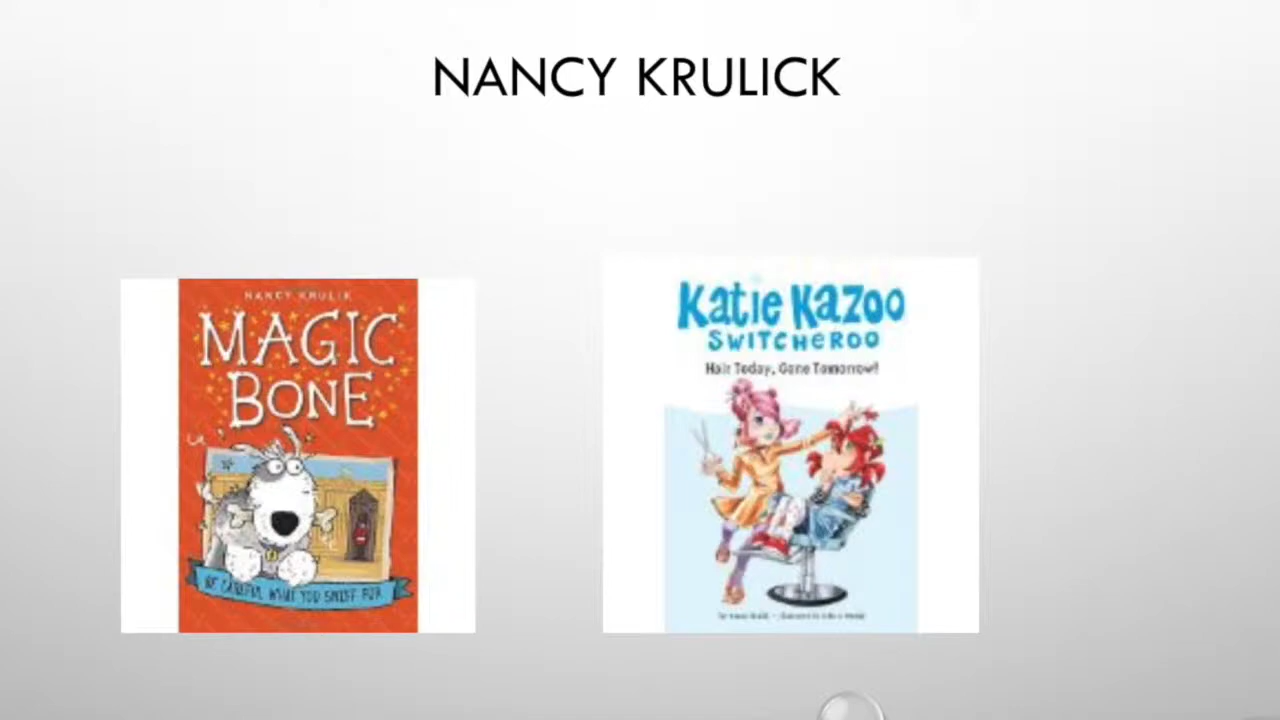 NANCY KRULICK
NANCY KRULIK
MAGIC
BONE
BE CAREFUL WHAT YOU SNIFF FOR
Katie Kazoo
SWITCHEROO
Hair Today, Gone Tomorrow!